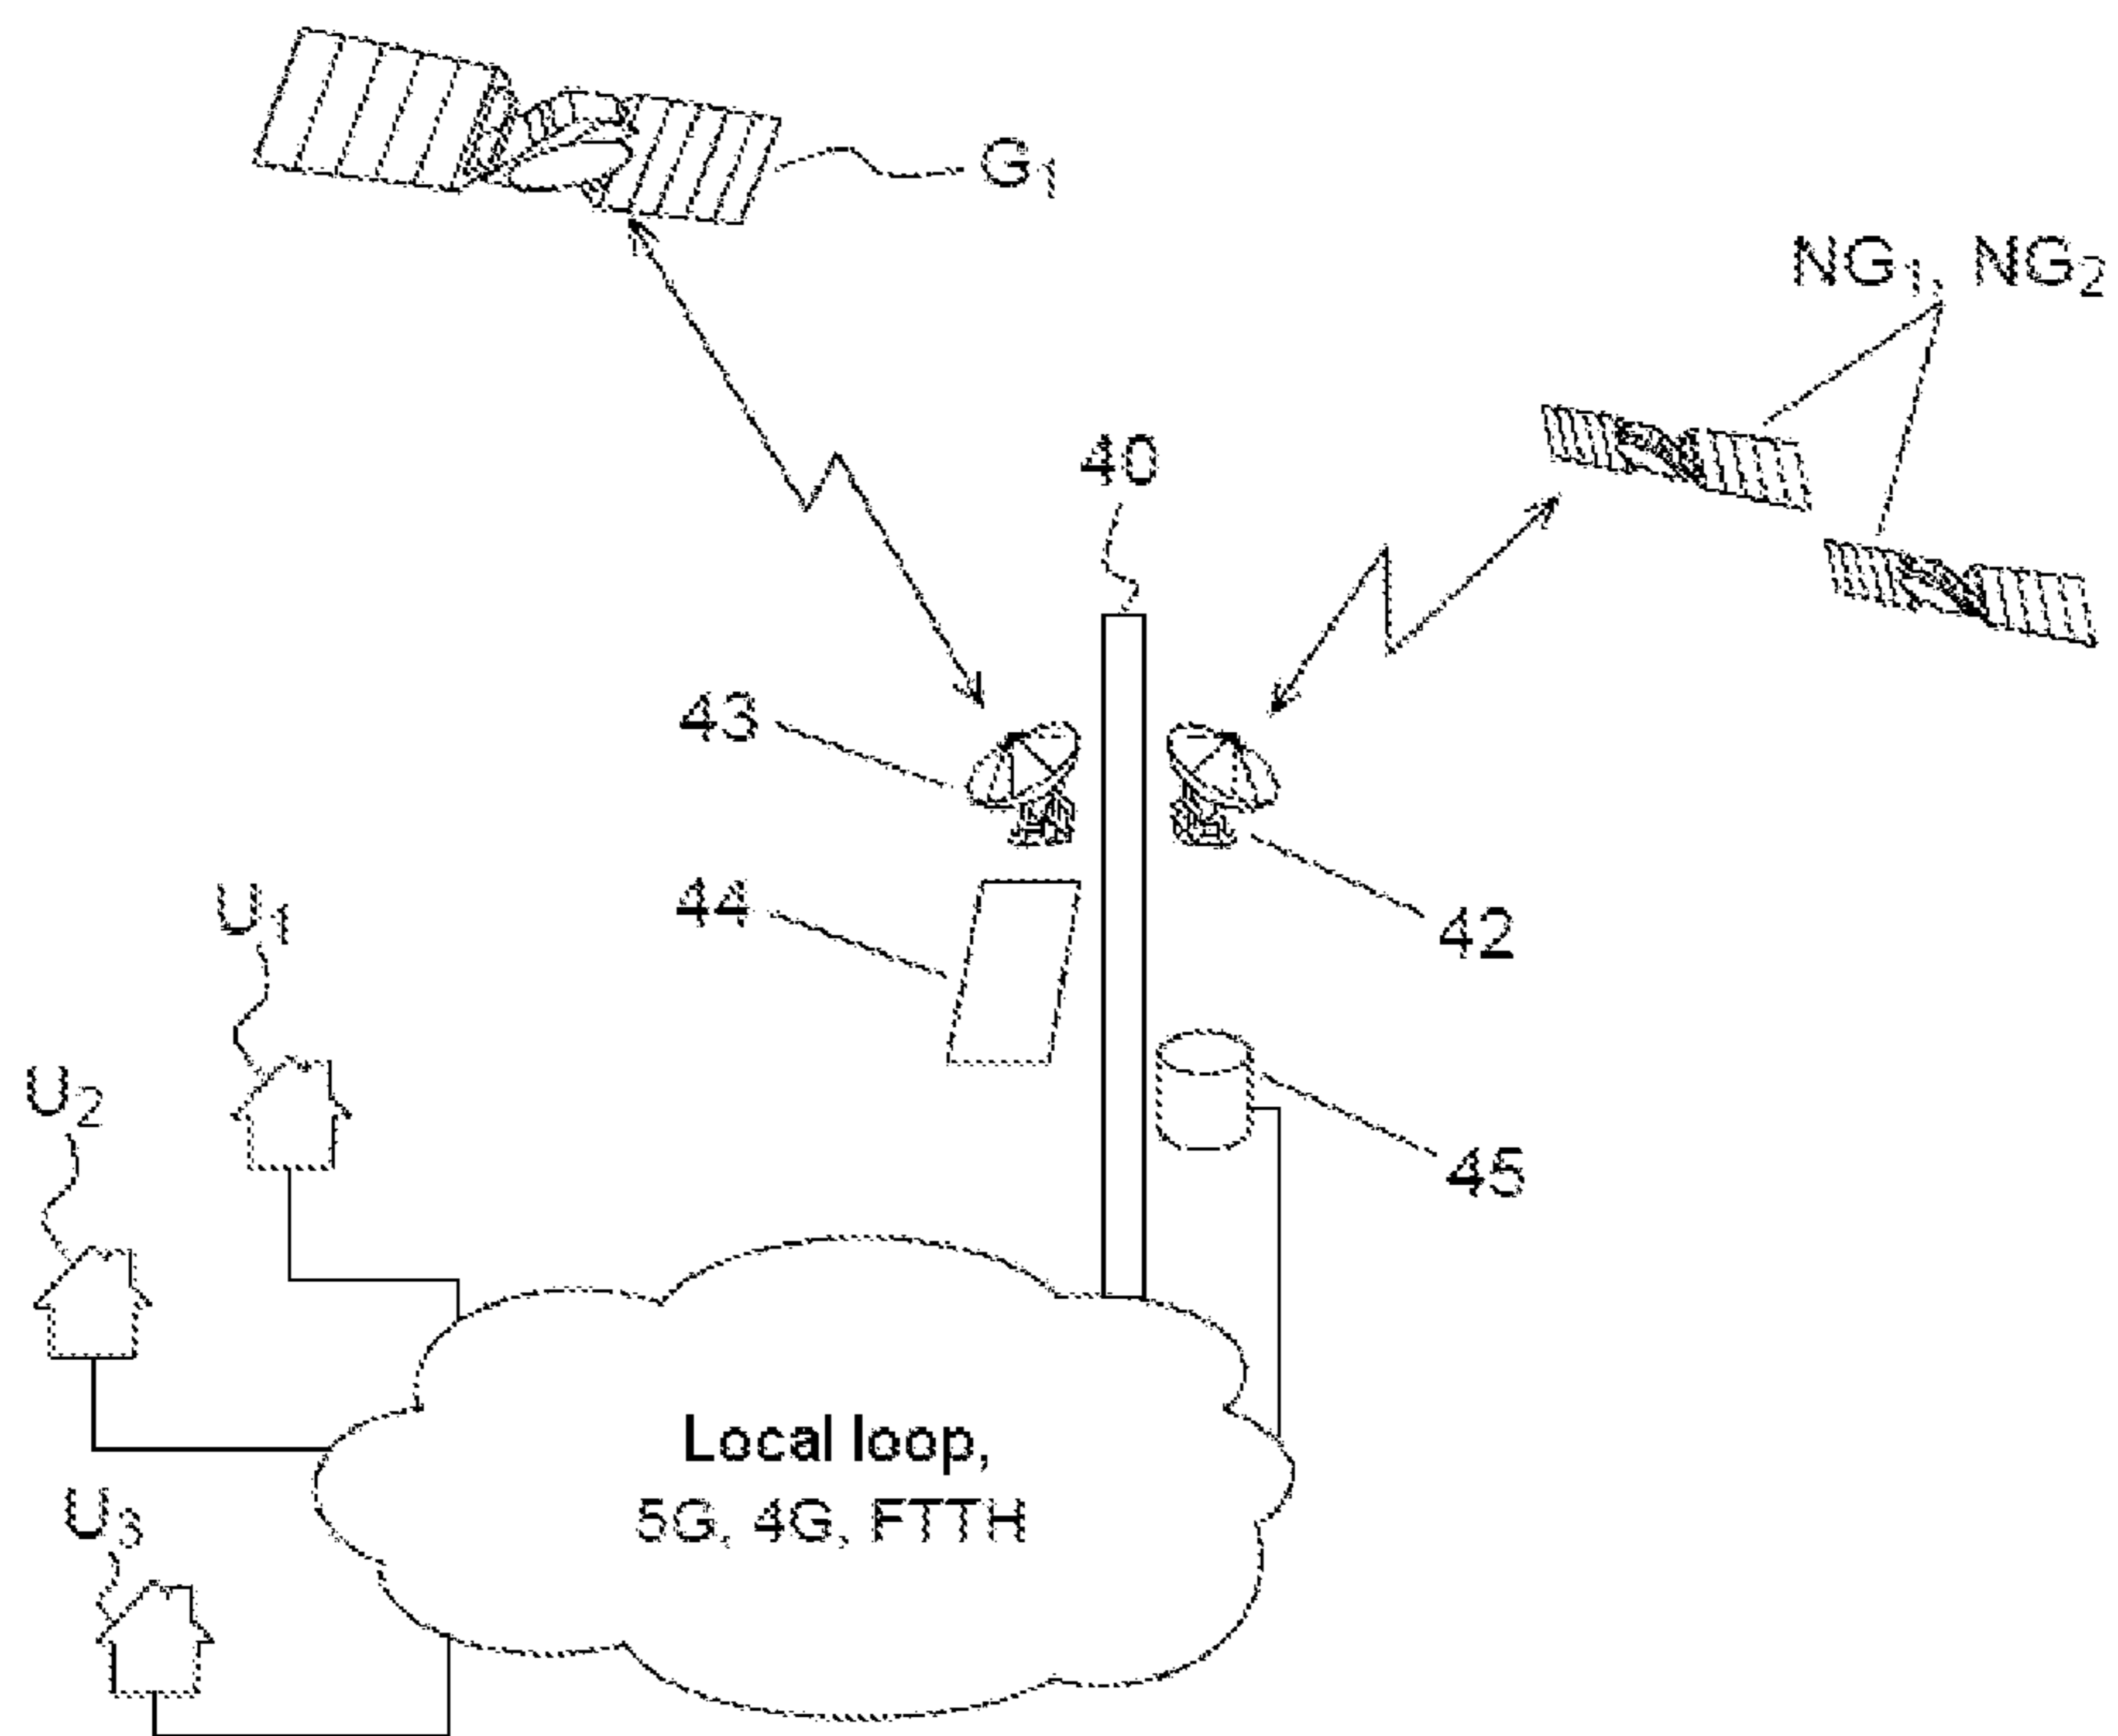 G1
NG1, NG2
40
43
44
42
U1
U2
45
Local loop,
5G, 4G, FTTH
U3